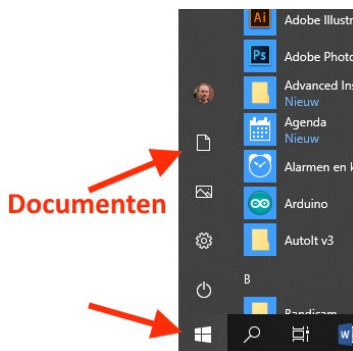 Ai Adobe Illustr
Ps Adobe Photo
Advanced Ins
Nieuw
Agenda
Nieuw
Alarmen en k
Documenten
Arduino
AutoIt v3
B
Bandicam
W